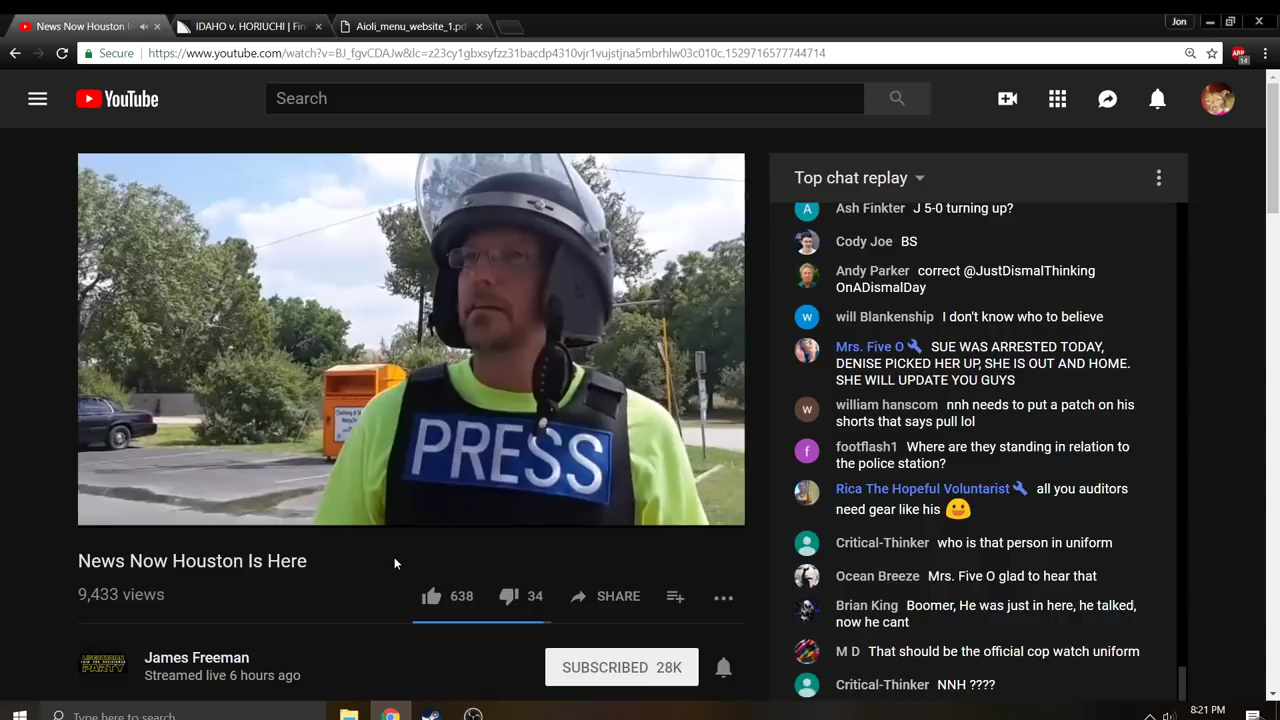 News Now Houston Is
IDAHO v. HORIUCHI | Fin
Aioli_menu_website_1.pd
Jon
Secure https://www.youtube.com/watch?v=BJ_fgvCDAJw&lc=z23cy1gbxsyfzz31bacdp4310vjr1vujstjna5mbrhlw03c010c.1529716577744714
ABP
14
YouTube
Search
PRESS
News Now Houston Is Here
9,433 views
638
34
SHARE
James Freeman
Streamed live 6 hours ago
SUBSCRIBED 28K
Top chat replay
A Ash Finkter J 5-0 turning up?
Cody Joe BS
Andy Parker correct @JustDismalThinking
OnADismalDay
w will Blankenship I don't know who to believe
Mrs. Five O SUE WAS ARRESTED TODAY,
DENISE PICKED HER UP, SHE IS OUT AND HOME.
SHE WILL UPDATE YOU GUYS
w william hanscom nnh needs to put a patch on his
shorts that says pull lol
f footflash1 Where are they standing in relation to
the police station?
Rica The Hopeful Voluntarist all you auditors
need gear like his
Critical-Thinker who is that person in uniform
Ocean Breeze Mrs. Five O glad to hear that
Brian King Boomer, He was just in here, he talked,
now he cant
M D That should be the official cop watch uniform
Critical-Thinker NNH ????
Type here to search
8:21 PM